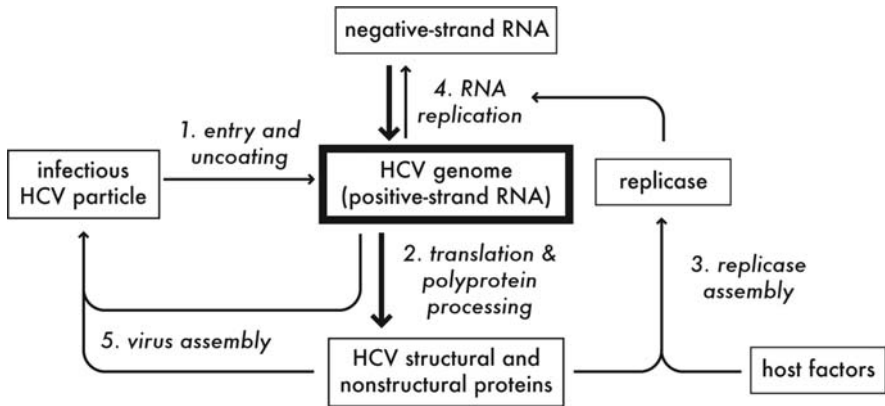 negative-strand RNA
4. RNA
replication
1. entry and
uncoating
infectious
HCV particle
HCV genome
(positive-strand RNA)
replicase
2. translation &
polyprotein
processing
3. replicase
assembly
5. virus assembly
HCV structural and
nonstructural proteins
host factors